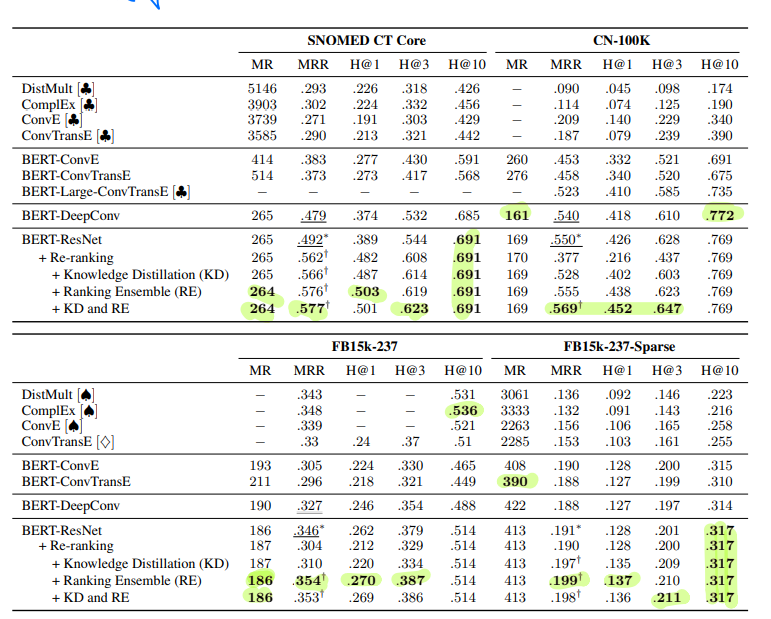 SNOMED CT Core CN-100K
MR MRR H@1 H@3 H@10 MR MRR H@1 H@3 H@10
DistMult [♣] 5146 .293 .226 .318 .426 – .090 .045 .098 .174
ComplEx [♣] 3903 .302 .224 .332 .456 – .114 .074 .125 .190
ConvE [♣] 3739 .271 .191 .303 .429 – .209 .140 .229 .340
ConvTransE [♣] 3585 .290 .213 .321 .442 – .187 .079 .239 .390
BERT-ConvE 414 .383 .277 .430 .591 260 .453 .332 .521 .691
BERT-ConvTransE 514 .373 .273 .417 .568 276 .458 .340 .520 .675
BERT-Large-ConvTransE [♣] – – – – – – .523 .410 .585 .735
BERT-DeepConv 265 .479 .374 .532 .685 161 .540 .418 .610 .772
BERT-ResNet 265 .492* .389 .544 .691 169 .550* .426 .628 .769
+ Re-ranking 265 .562† .482 .608 .691 170 .377 .216 .437 .769
+ Knowledge Distillation (KD) 265 .566† .487 .614 .691 169 .528 .402 .603 .769
+ Ranking Ensemble (RE) 264 .576† .503 .619 .691 169 .555 .438 .623 .769
+ KD and RE 264 .577† .501 .623 .691 169 .569† .452 .647 .769
FB15k-237 FB15k-237-Sparse
MR MRR H@1 H@3 H@10 MR MRR H@1 H@3 H@10
DistMult [♠] – .343 – – .531 3061 .136 .092 .146 .223
ComplEx [♠] – .348 – – .536 3333 .132 .091 .143 .216
ConvE [♠] – .339 – – .521 2263 .156 .106 .165 .258
ConvTransE [♢] – .33 .24 .37 .51 2285 .153 .103 .161 .255
BERT-ConvE 193 .305 .224 .330 .465 408 .190 .128 .200 .315
BERT-ConvTransE 211 .296 .218 .321 .449 390 .188 .127 .199 .310
BERT-DeepConv 190 .327 .246 .354 .488 422 .188 .127 .197 .314
BERT-ResNet 186 .346* .262 .379 .514 413 .191* .128 .201 .317
+ Re-ranking 187 .304 .212 .329 .514 413 .190 .128 .200 .317
+ Knowledge Distillation (KD) 187 .310 .220 .334 .514 413 .197† .135 .209 .317
+ Ranking Ensemble (RE) 186 .354† .270 .387 .514 413 .199† .137 .210 .317
+ KD and RE 186 .353† .269 .386 .514 413 .198† .136 .211 .317